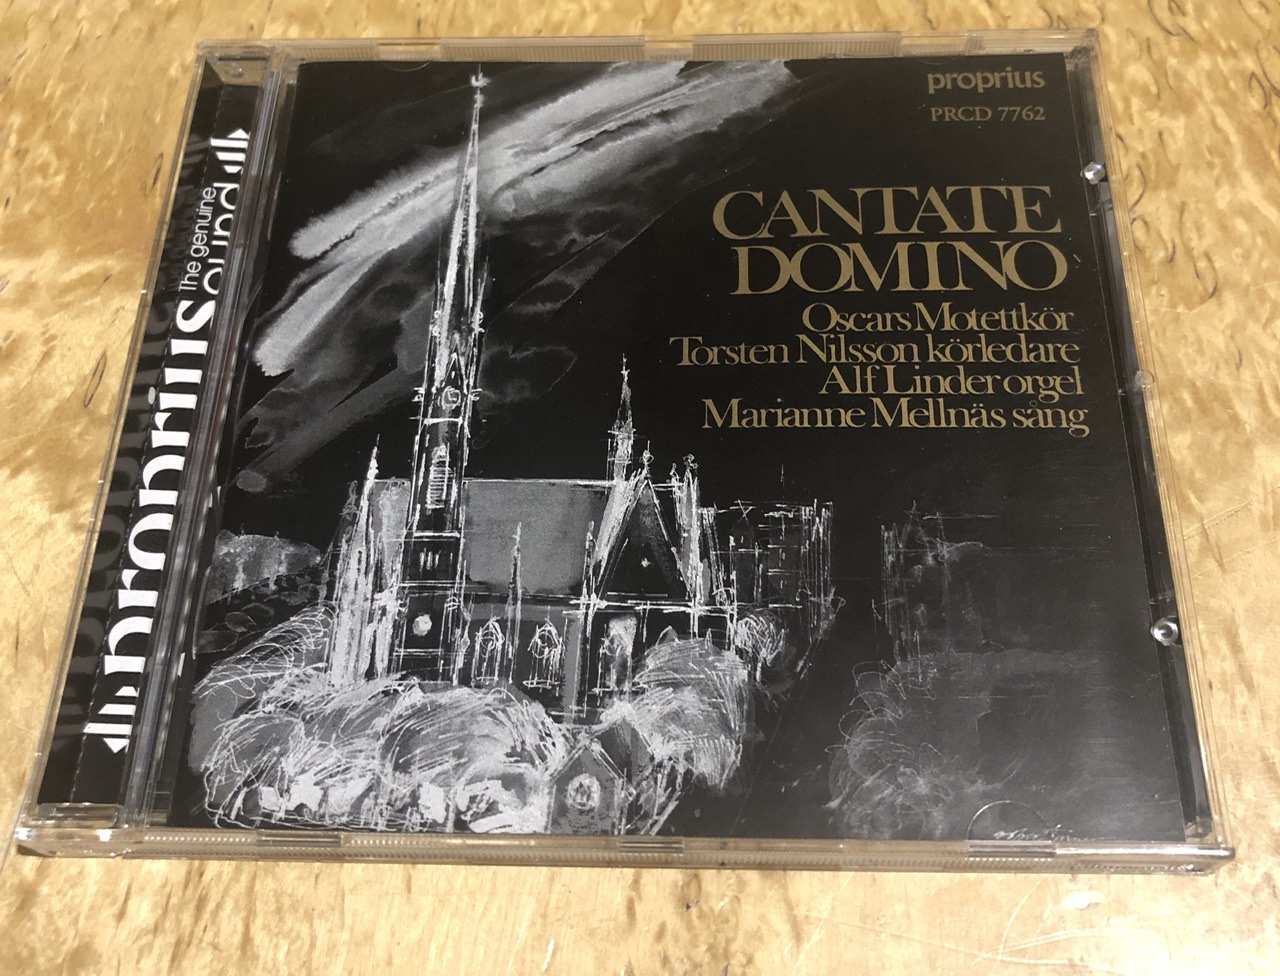 proprius
PRCD 7762
CANTATE
DOMINO
Oscars Motettkör
Torsten Nilsson körledare
Alf Linder orgel
Marianne Mellnäs sång
proprius
The genuine
sound